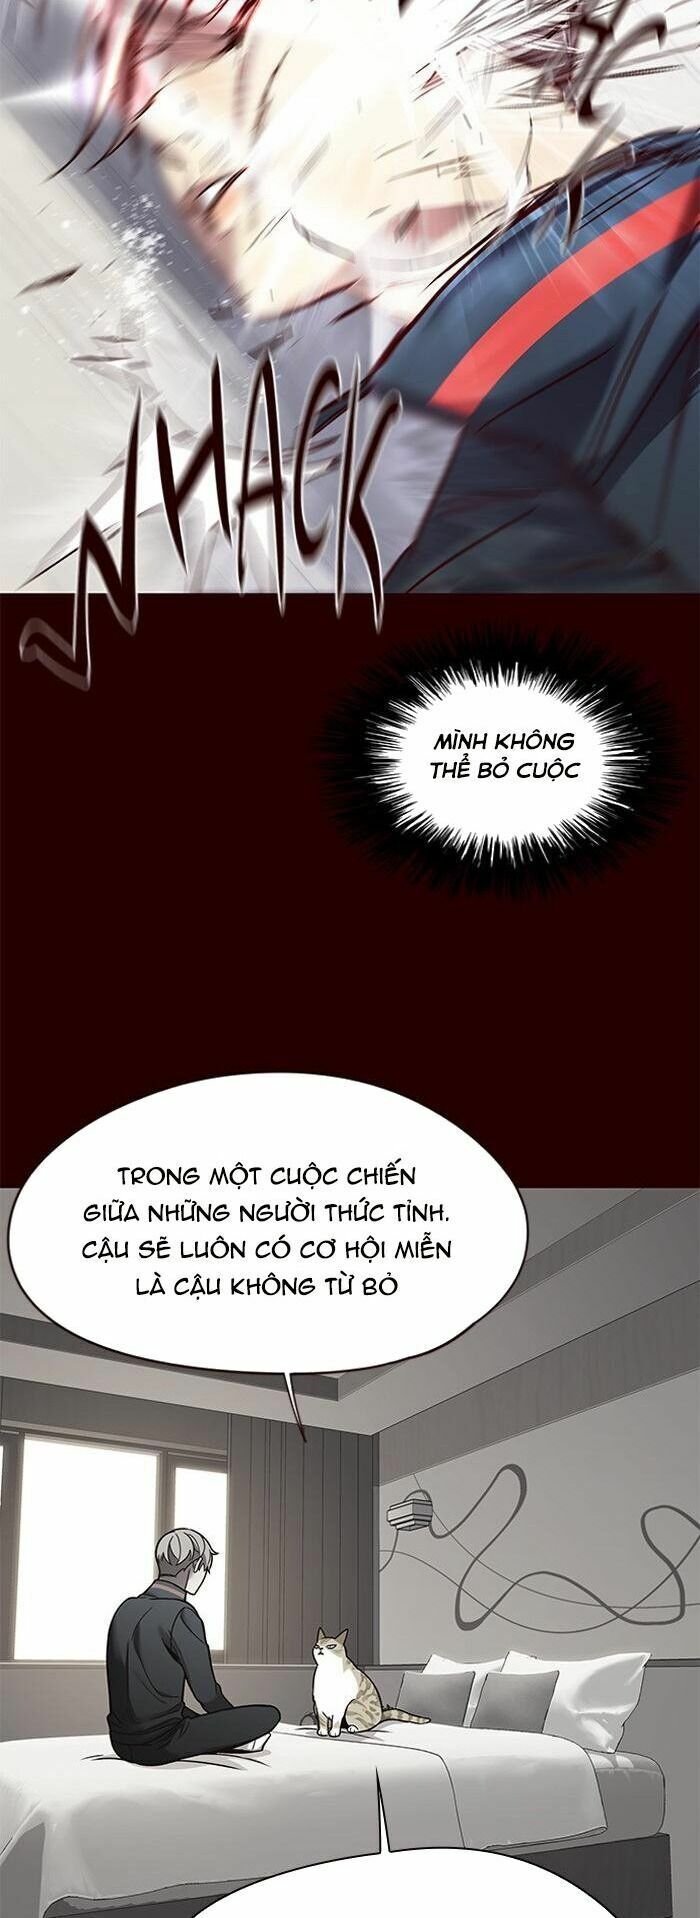 NHACK
MÌNH KHÔNG
THỂ BỎ CUỘC
TRONG MỘT CUỘC CHIẾN
GIỮA NHỮNG NGƯỜI THỨC TỈNH.
CẬU SẼ LUÔN CÓ CƠ HỘI MIỄN
LÀ CẬU KHÔNG TỪ BỎ